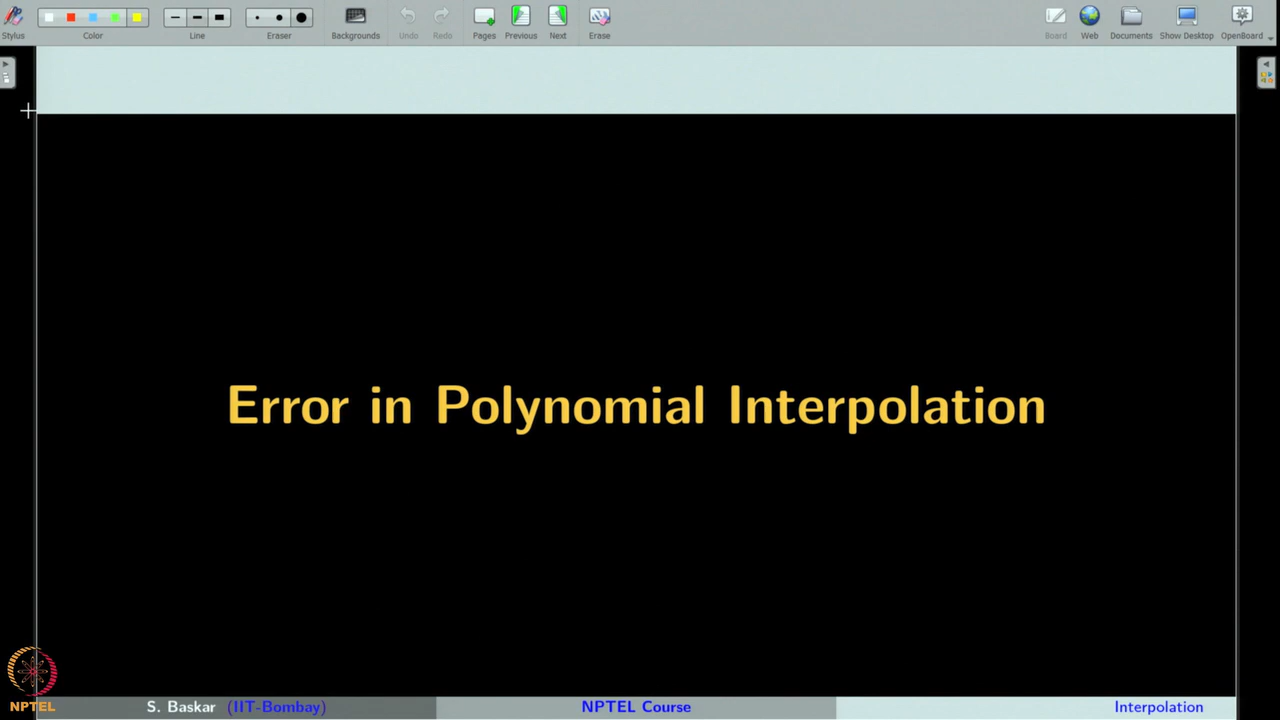 Stylus Color Line Eraser Backgrounds Undo Redo Pages Previous Next Erase Board Web Documents Show Desktop OpenBoard
Error in Polynomial Interpolation
NPTEL
S. Baskar (IIT-Bombay) NPTEL Course Interpolation